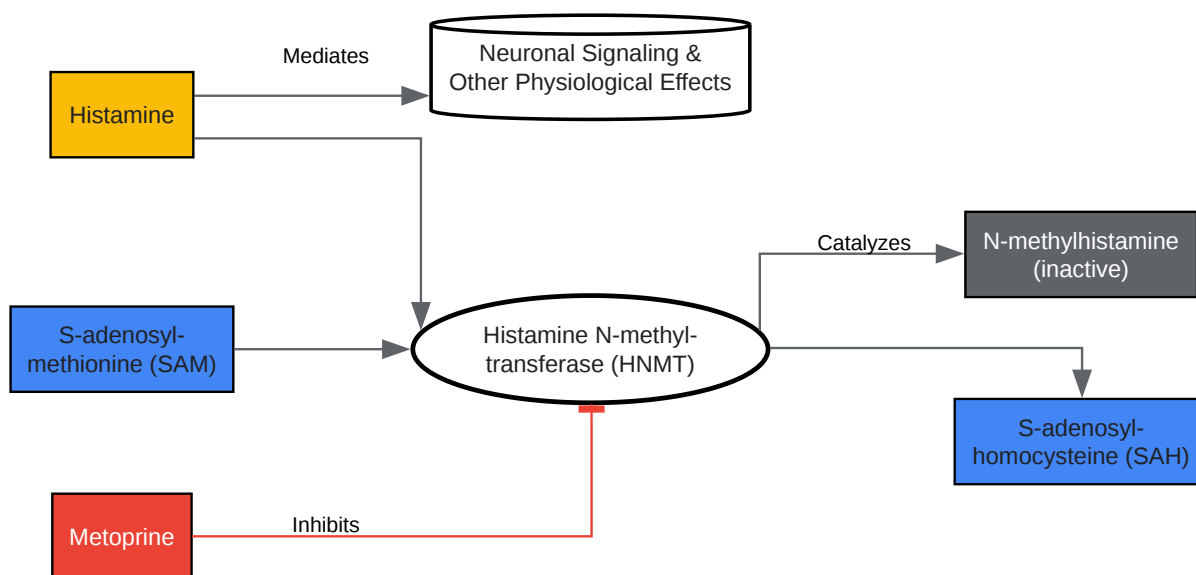 Mediates
Neuronal Signaling &
Other Physiological Effects
Histamine
Catalyzes
N-methylhistamine
(inactive)
S-adenosyl-
methionine (SAM)
Histamine N-methyl-
transferase (HNMT)
S-adenosyl-
homocysteine (SAH)
Metoprine
Inhibits